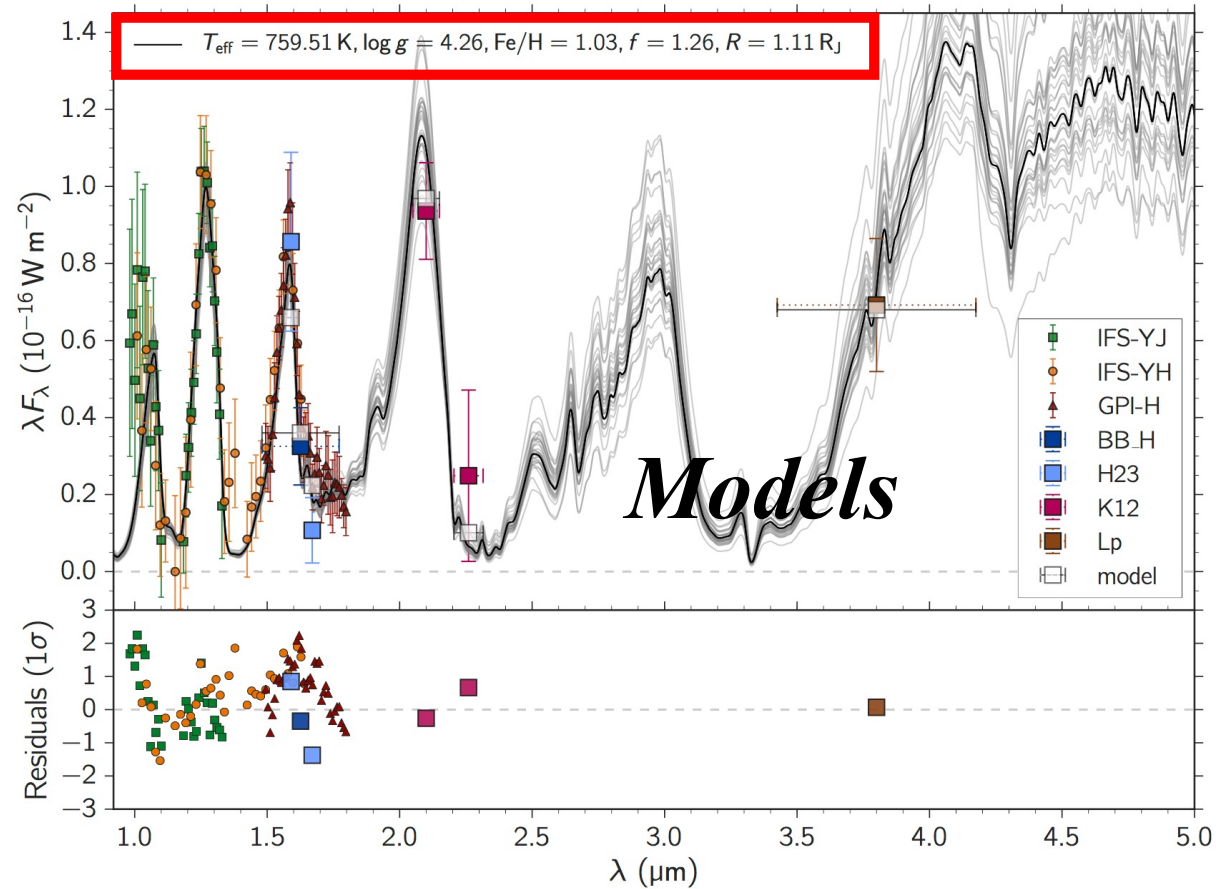 T_eff = 759.51 K, log g = 4.26, Fe/H = 1.03, f = 1.26, R = 1.11 R_J
1.4
1.2
1.0
0.8
0.6
0.4
0.2
0.0
λF_λ (10⁻¹⁶ W m⁻²)
Models
IFS-YJ
IFS-YH
GPI-H
BB_H
H23
K12
Lp
model
3
2
1
0
−1
−2
−3
Residuals (1σ)
1.0 1.5 2.0 2.5 3.0 3.5 4.0 4.5 5.0
λ (μm)